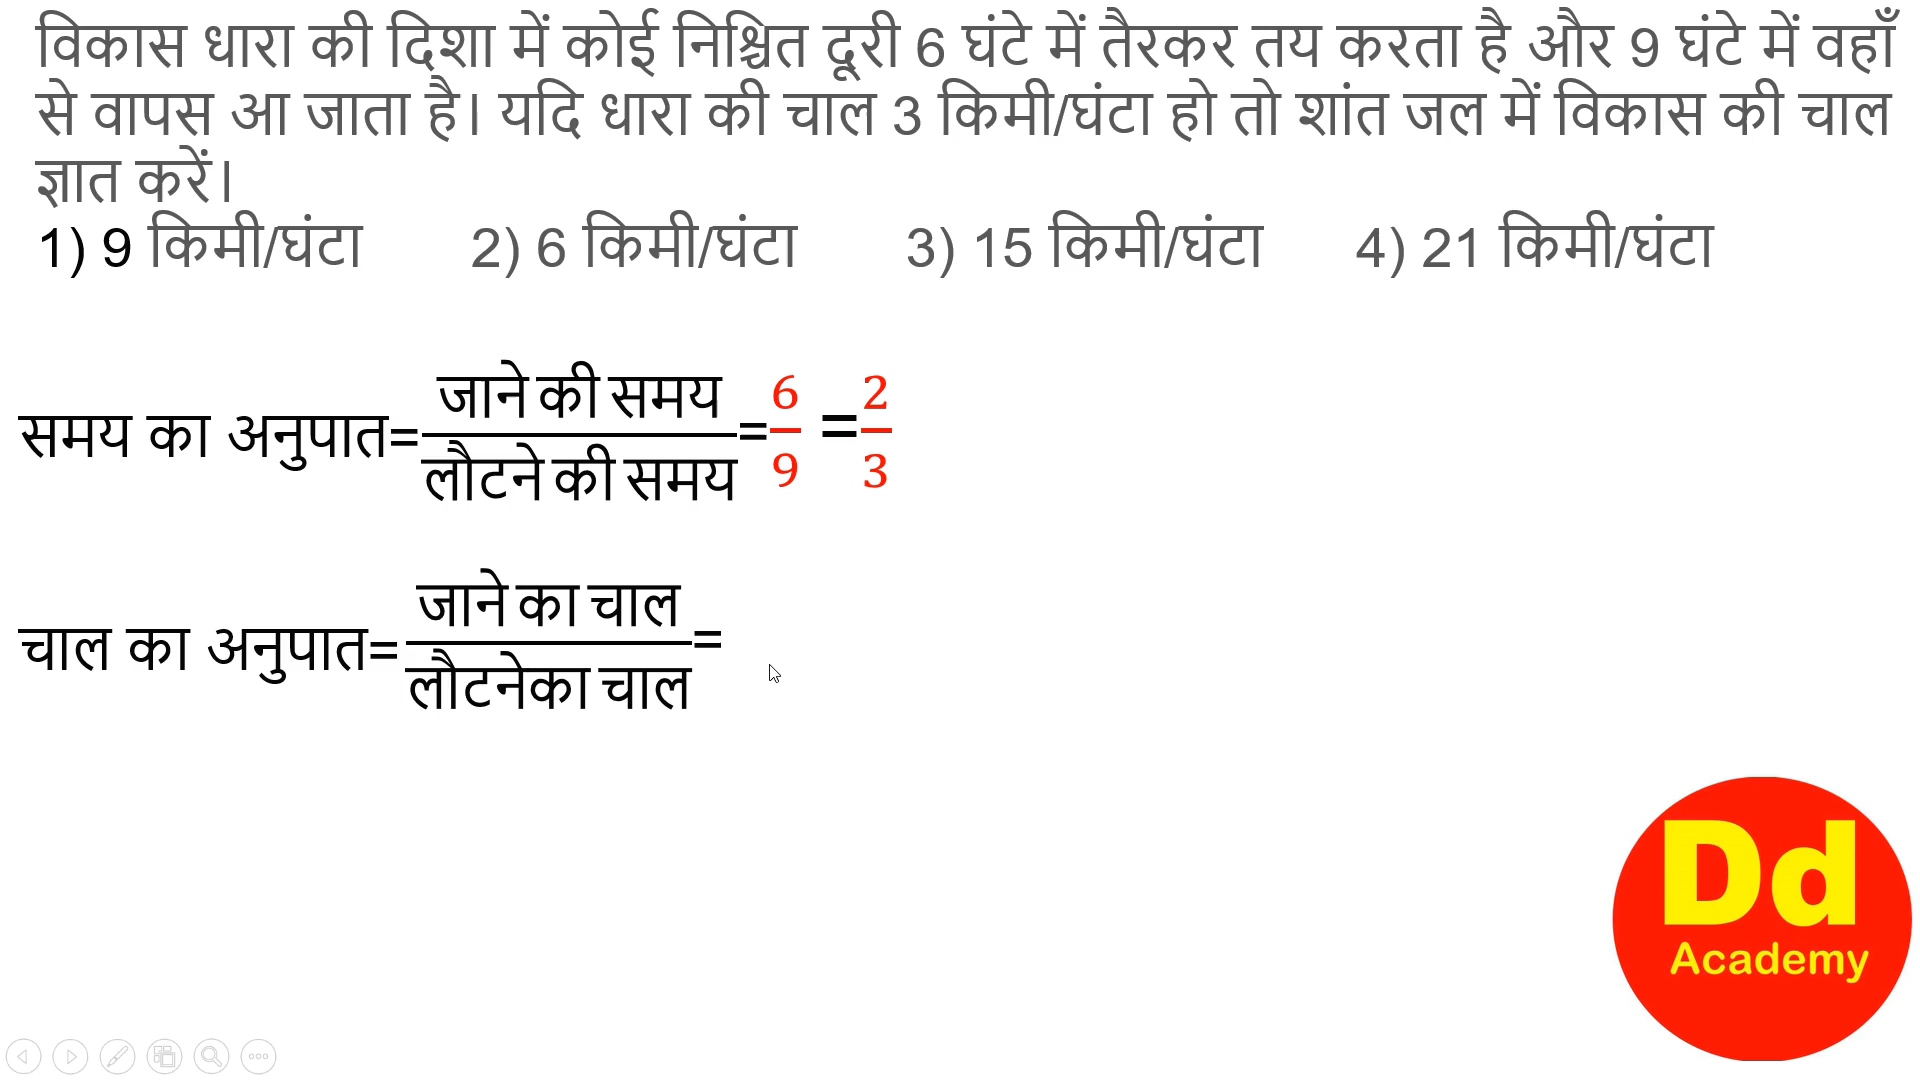 विकास धारा की दिशा में कोई निश्चित दूरी 6 घंटे में तैरकर तय करता है और 9 घंटे में वहाँ
से वापस आ जाता है। यदि धारा की चाल 3 किमी/घंटा हो तो शांत जल में विकास की चाल
ज्ञात करें।
1) 9 किमी/घंटा 2) 6 किमी/घंटा 3) 15 किमी/घंटा 4) 21 किमी/घंटा
समय का अनुपात= जाने की समय / लौटने की समय = 6/9 = 2/3
चाल का अनुपात= जाने का चाल / लौटनेका चाल =
Dd
Academy